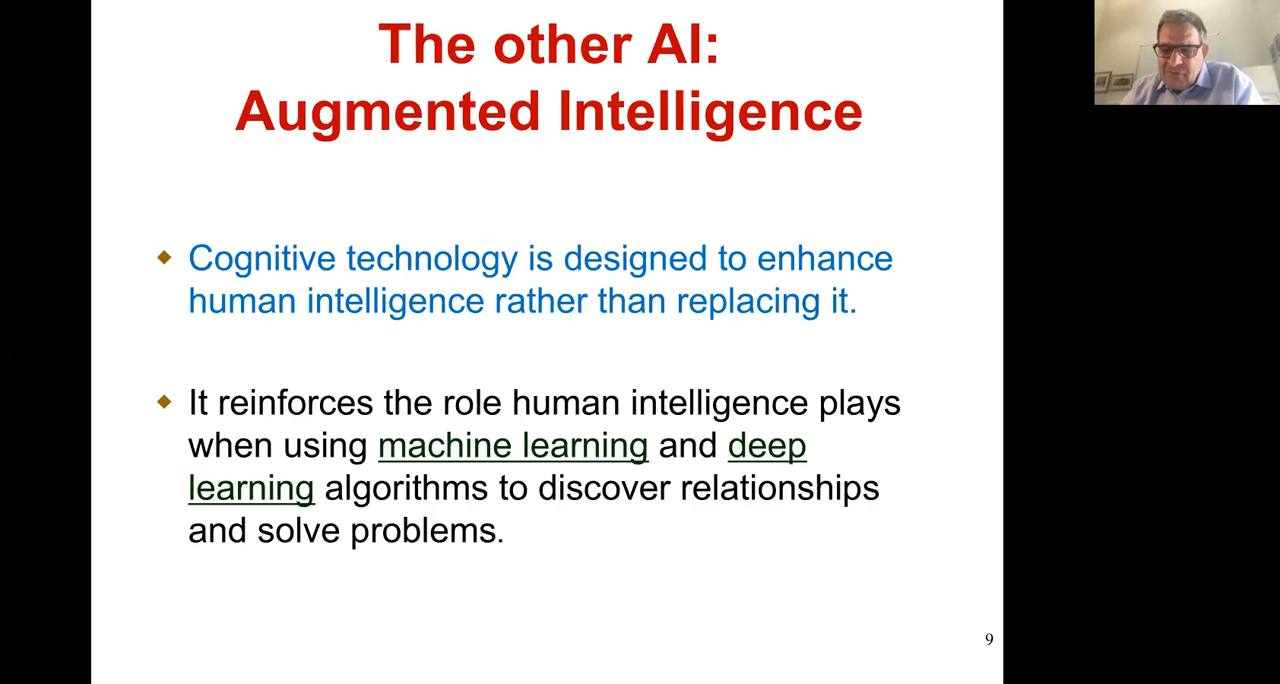 The other AI:
Augmented Intelligence
Cognitive technology is designed to enhance
human intelligence rather than replacing it.
It reinforces the role human intelligence plays
when using machine learning and deep
learning algorithms to discover relationships
and solve problems.
9